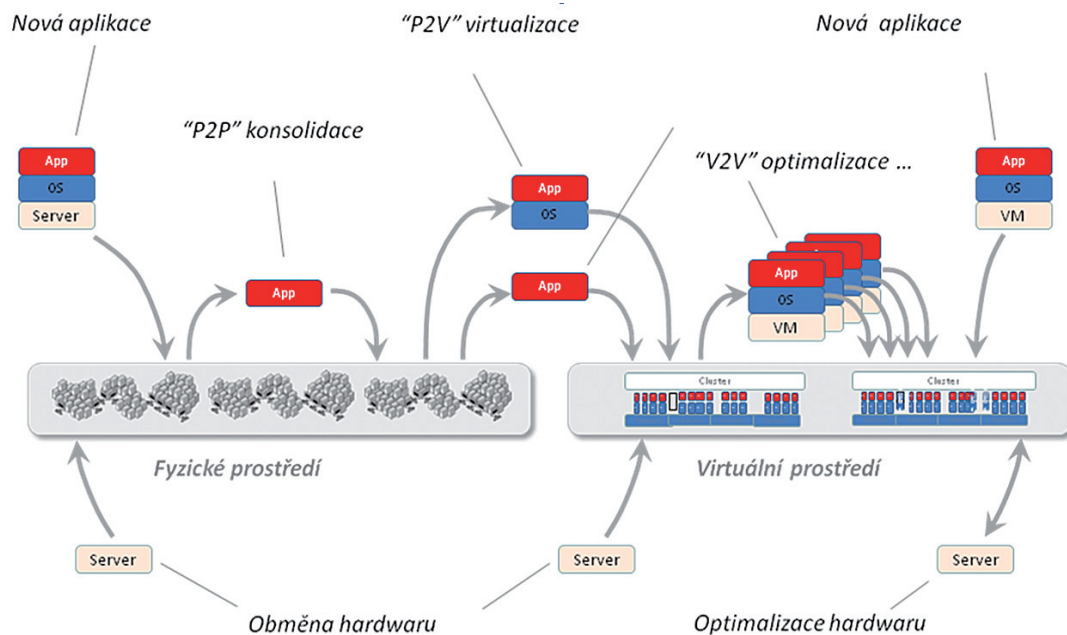 Nová aplikace
“P2V” virtualizace
Nová aplikace
“P2P” konsolidace
“V2V” optimalizace ...
App
OS
Server
App
App
OS
App
App
OS
VM
App
OS
VM
Cluster
Cluster
Fyzické prostředí
Virtuální prostředí
Server
Server
Server
Obměna hardwaru
Optimalizace hardwaru